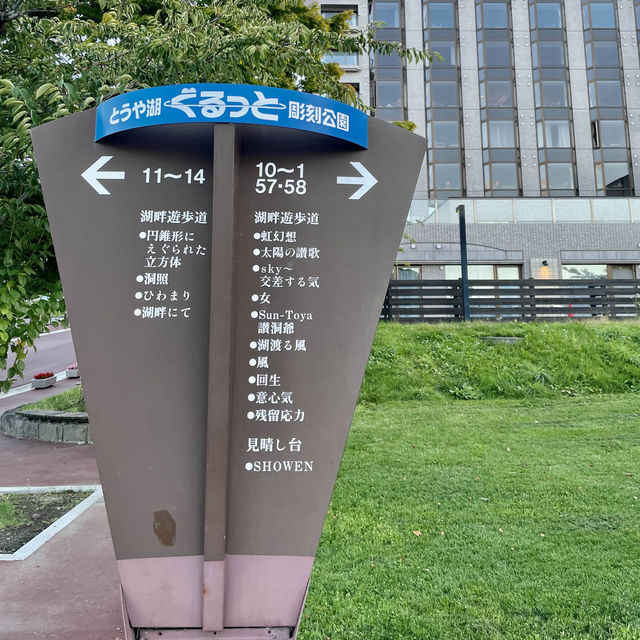 とうや湖 ぐるっと 彫刻公園
← 11〜14
湖畔遊歩道
●円錐形に
えぐられた
立方体
●洞照
●ひまわり
●湖畔にて
10〜1 →
57・58
湖畔遊歩道
●虹幻想
●太陽の讃歌
●sky〜
交差する気
●女
●Sun-Toya
讃洞爺
●湖渡る風
●風
●回生
●意心気
●残留応力
見晴し台
●SHOWEN